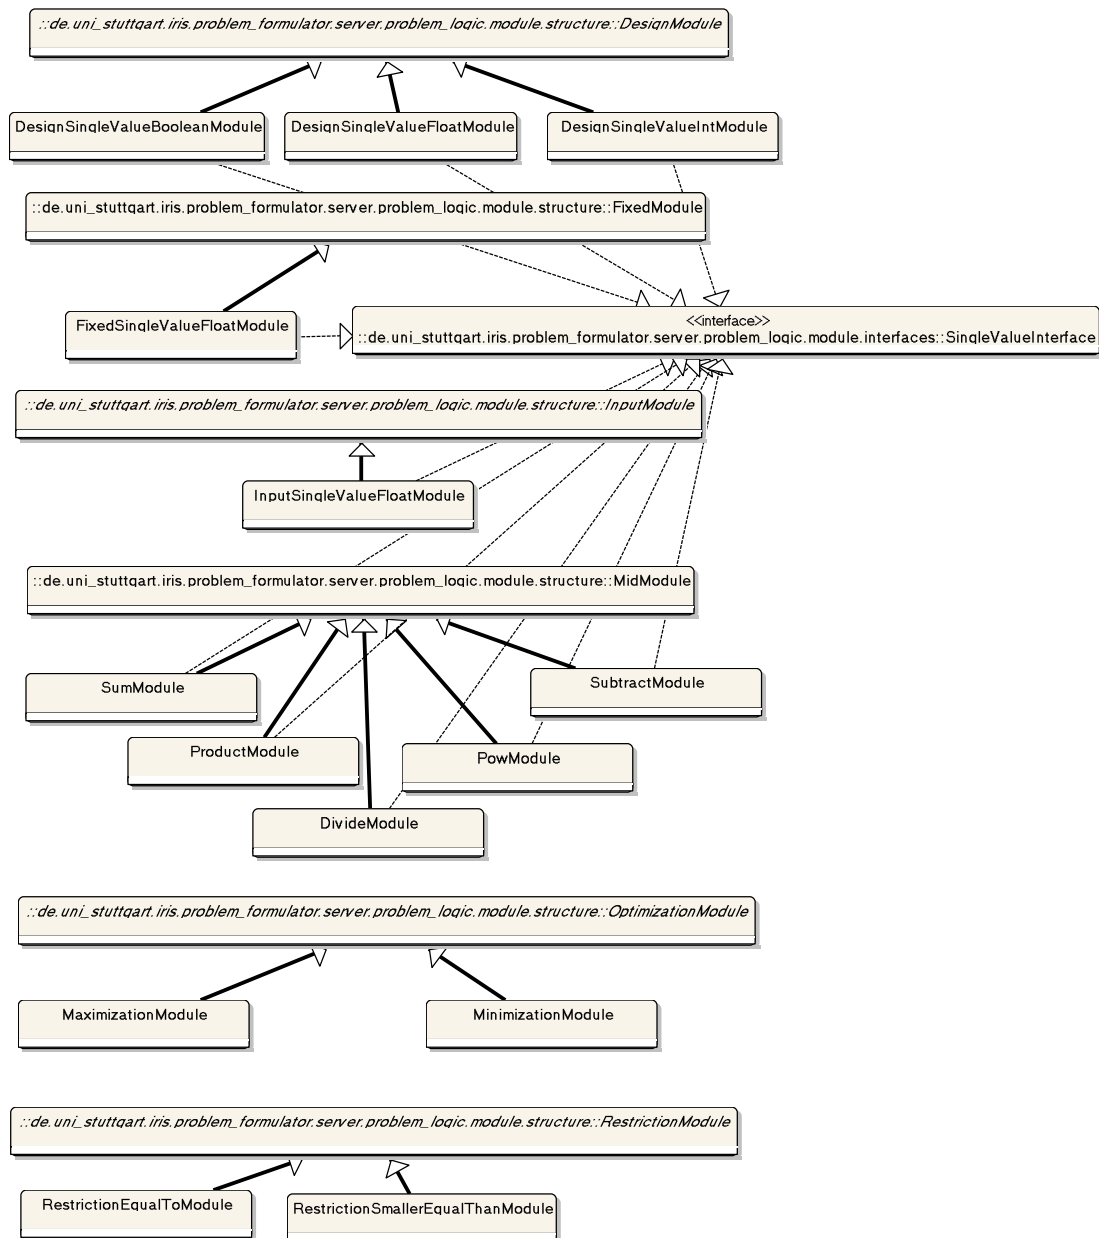 ::de.uni_stuttgart.iris.problem_formulator.server.problem_logic.module.structure::DesignModule
DesignSingleValueBooleanModule
DesignSingleValueFloatModule
DesignSingleValueIntModule
::de.uni_stuttgart.iris.problem_formulator.server.problem_logic.module.structure::FixedModule
FixedSingleValueFloatModule
<<interface>>
::de.uni_stuttgart.iris.problem_formulator.server.problem_logic.module.interfaces::SingleValueInterface
::de.uni_stuttgart.iris.problem_formulator.server.problem_logic.module.structure::InputModule
InputSingleValueFloatModule
::de.uni_stuttgart.iris.problem_formulator.server.problem_logic.module.structure::MidModule
SumModule
SubtractModule
ProductModule
PowModule
DivideModule
::de.uni_stuttgart.iris.problem_formulator.server.problem_logic.module.structure::OptimizationModule
MaximizationModule
MinimizationModule
::de.uni_stuttgart.iris.problem_formulator.server.problem_logic.module.structure::RestrictionModule
RestrictionEqualToModule
RestrictionSmallerEqualThanModule